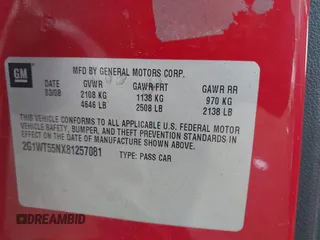 GM
MFD BY GENERAL MOTORS CORP.
DATE GVWR GAWR FRT GAWR RR
03/08 2108 KG 1138 KG 970 KG
4646 LB 2508 LB 2138 LB
THIS VEHICLE CONFORMS TO ALL APPLICABLE U.S. FEDERAL MOTOR
VEHICLE SAFETY, BUMPER, AND THEFT PREVENTION STANDARDS IN
EFFECT ON THE DATE OF MANUFACTURE SHOWN ABOVE.
2G1WT55NX81257081 TYPE: PASS CAR
DREAMBID